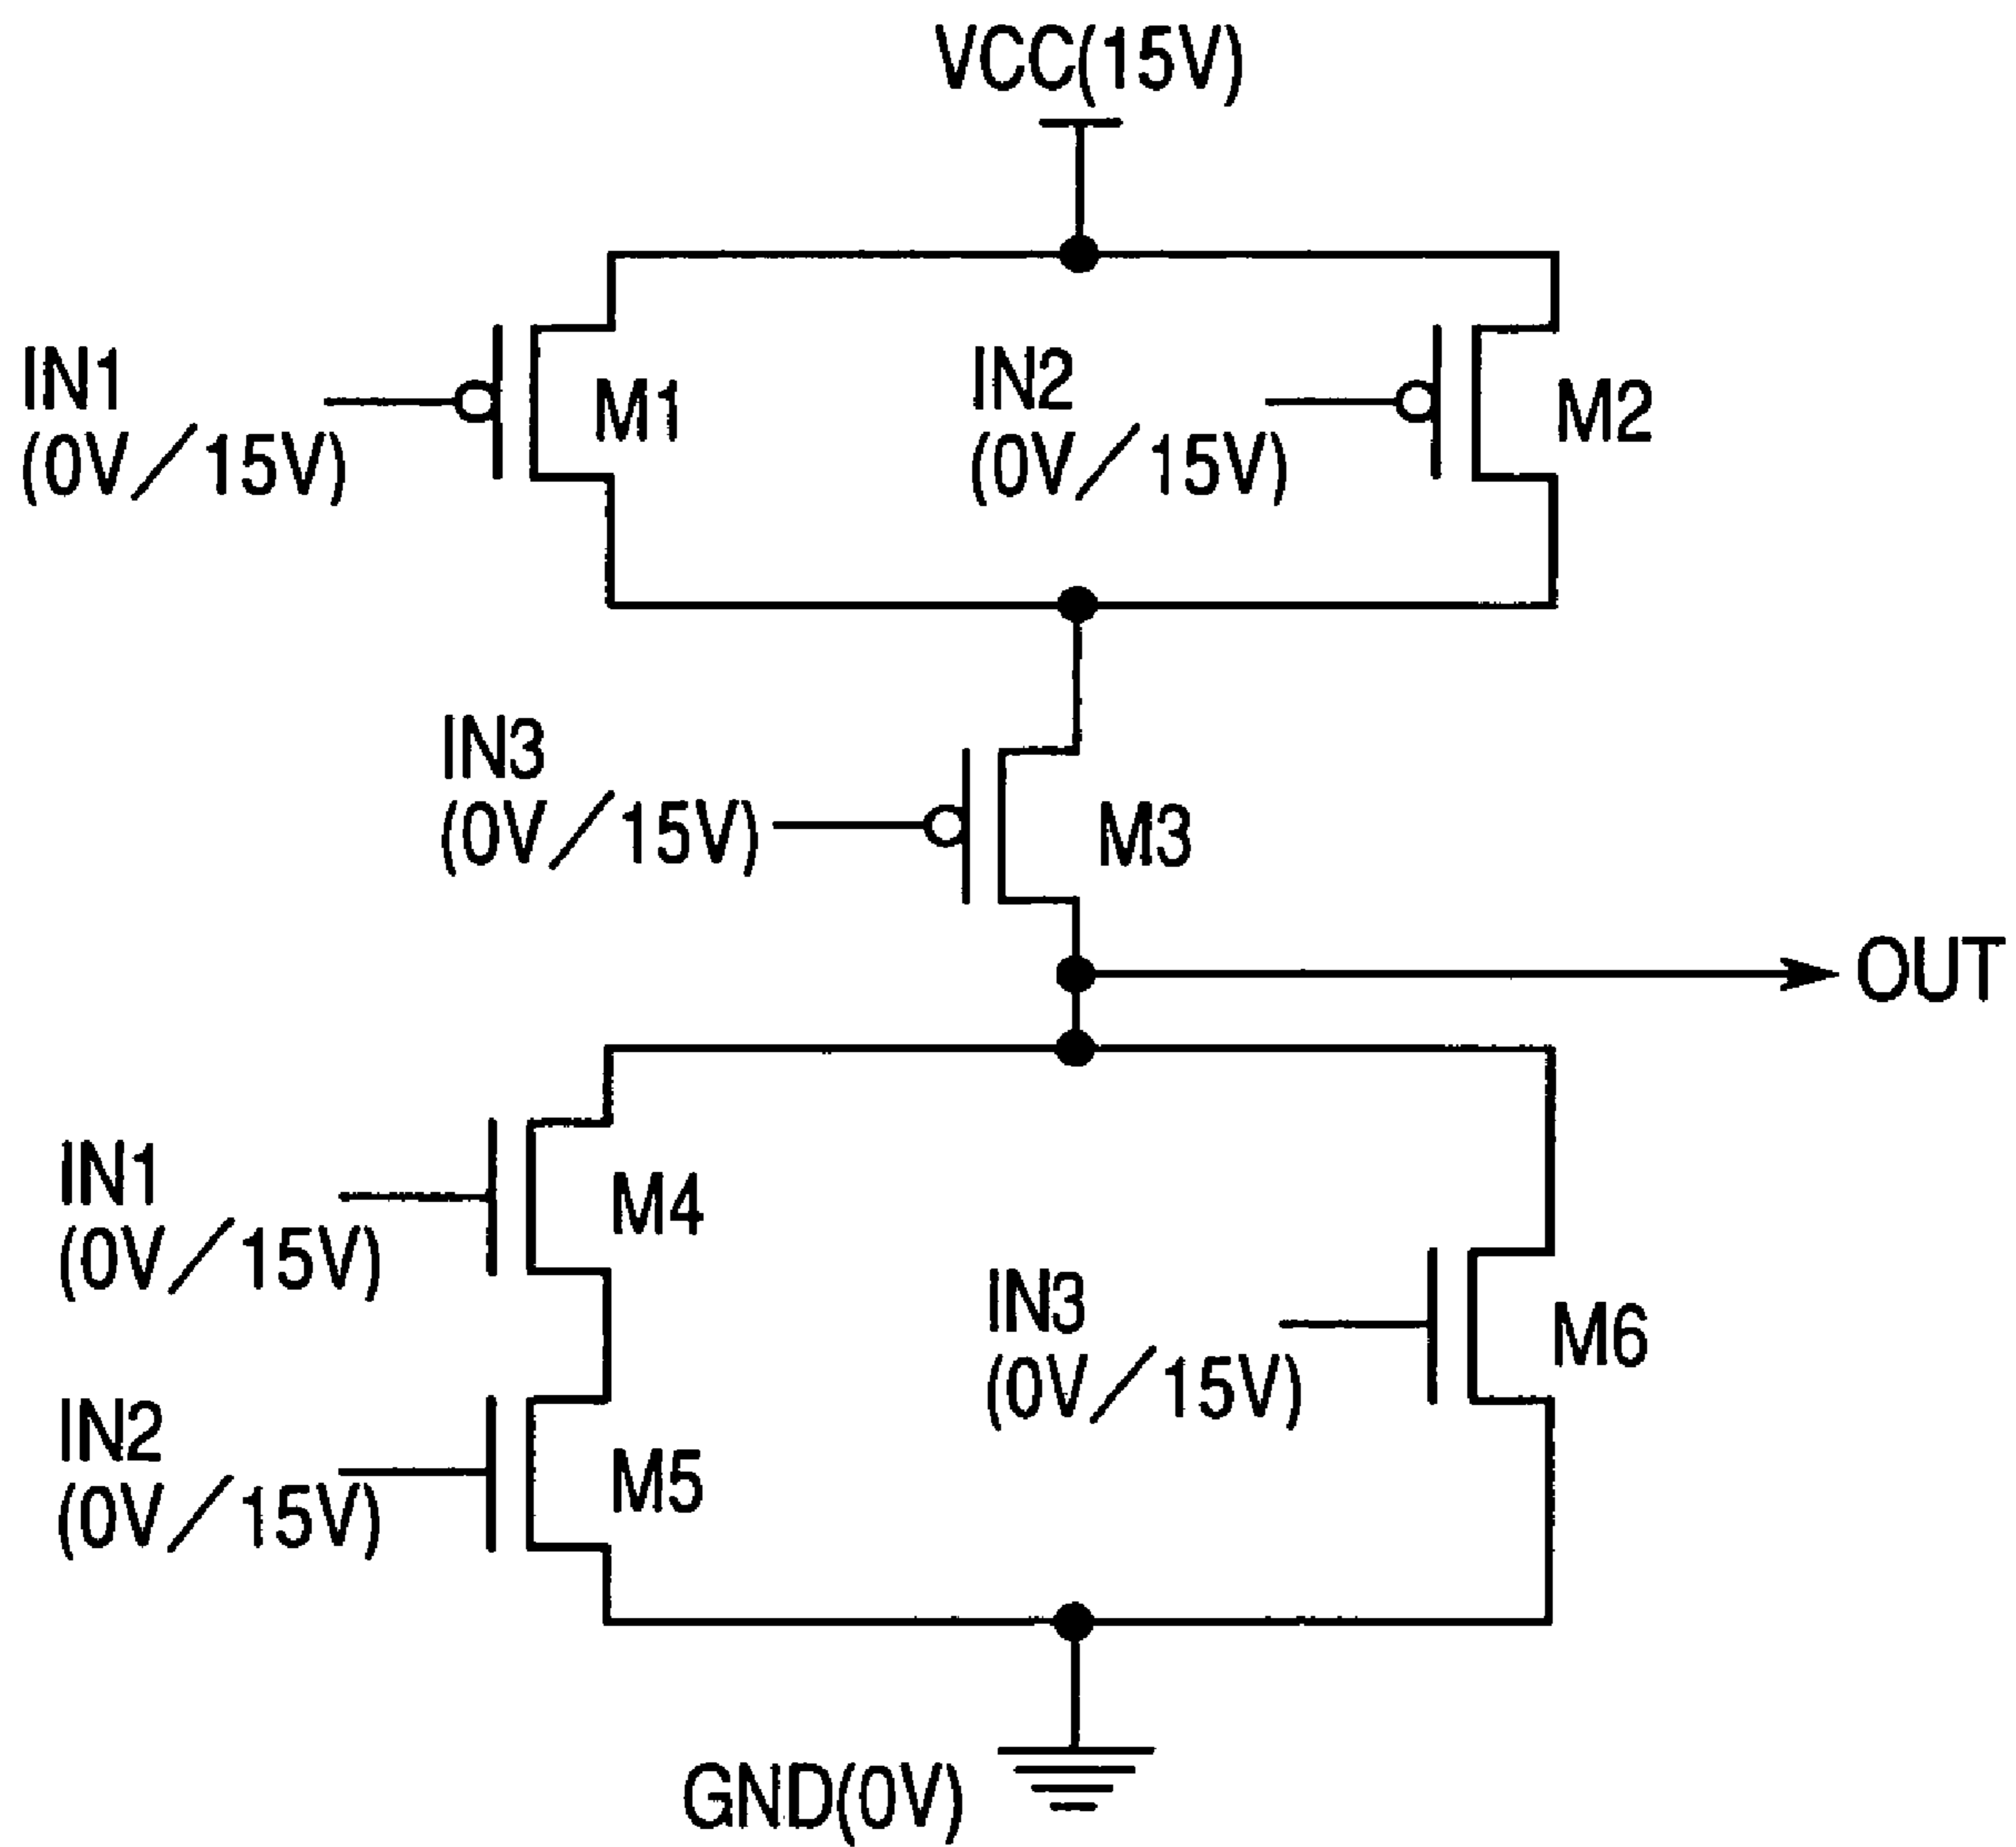 VCC(15V)
IN1
(0V/15V)
M1
IN2
(0V/15V)
M2
IN3
(0V/15V)
M3
OUT
IN1
(0V/15V)
M4
IN3
(0V/15V)
M6
IN2
(0V/15V)
M5
GND(0V)